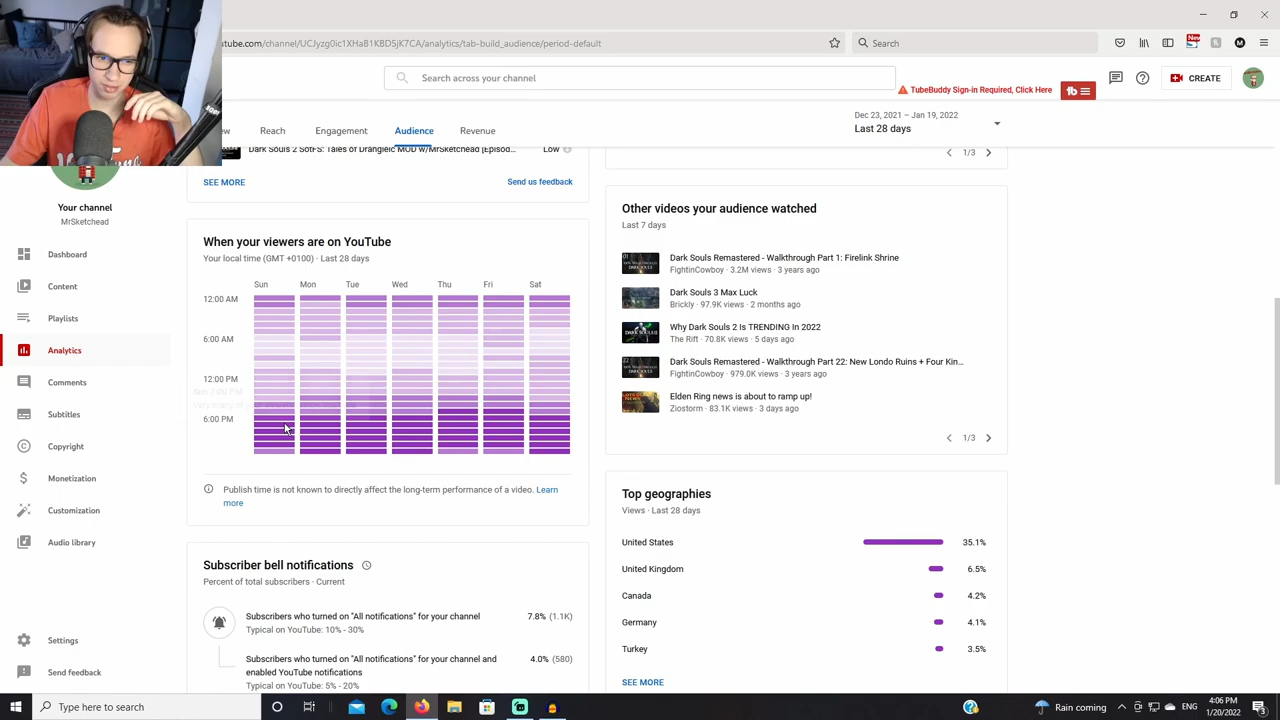 tube.com/channel/UCJyzg0ic1XHaB1KBD5jK7CA/analytics/tab-build_audience/period-default
Search
New
M
Search across your channel
TubeBuddy Sign-in Required, Click Here
tb
CREATE
Reach
Engagement
Audience
Revenue
Dec 23, 2021 – Jan 19, 2022
Last 28 days
Dark Souls 2 SotFS: Tales of Drangleic MOD w/MrSketchead [Episod...
Low
1/3
SEE MORE
Send us feedback
Your channel
MrSketchead
Dashboard
Content
Playlists
Analytics
Comments
Subtitles
Copyright
Monetization
Customization
Audio library
Settings
Send feedback
When your viewers are on YouTube
Your local time (GMT +0100) · Last 28 days
Sun Mon Tue Wed Thu Fri Sat
12:00 AM
6:00 AM
12:00 PM
6:00 PM
Publish time is not known to directly affect the long-term performance of a video. Learn
more
Subscriber bell notifications
Percent of total subscribers · Current
Subscribers who turned on "All notifications" for your channel
7.8% (1.1K)
Typical on YouTube: 10% - 30%
Subscribers who turned on "All notifications" for your channel and
enabled YouTube notifications
4.0% (580)
Typical on YouTube: 5% - 20%
Other videos your audience watched
Last 7 days
Dark Souls Remastered - Walkthrough Part 1: Firelink Shrine
FightinCowboy · 3.2M views · 3 years ago
Dark Souls 3 Max Luck
Brickly · 97.9K views · 2 months ago
Why Dark Souls 2 Is TRENDING In 2022
The Rift · 70.8K views · 5 days ago
Dark Souls Remastered - Walkthrough Part 22: New Londo Ruins + Four Kin...
FightinCowboy · 979.0K views · 3 years ago
Elden Ring news is about to ramp up!
Ziostorm · 83.1K views · 3 days ago
1/3
Top geographies
Views · Last 28 days
United States 35.1%
United Kingdom 6.5%
Canada 4.2%
Germany 4.1%
Turkey 3.5%
SEE MORE
Type here to search
Rain coming
4:06 PM
1/20/2022